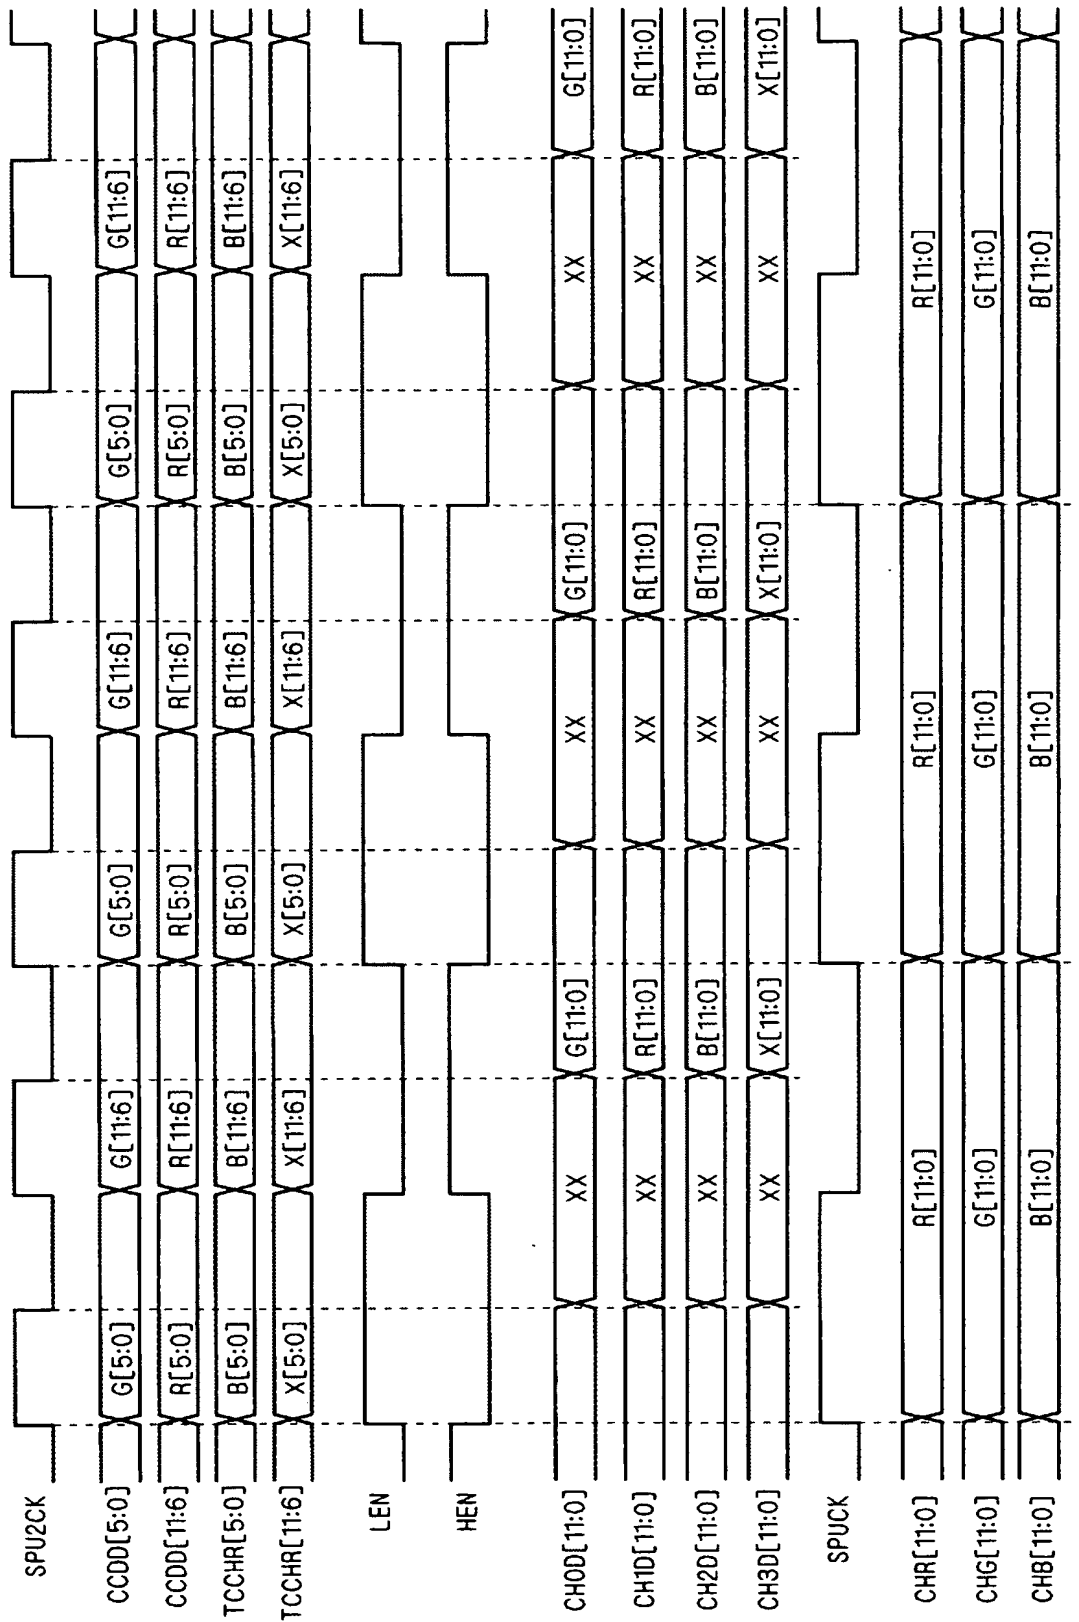 SPU2CK
CCDD[5:0] G[5:0] G[11:6] G[5:0] G[11:6] G[5:0] G[11:6]
CCDD[11:6] R[5:0] R[11:6] R[5:0] R[11:6] R[5:0] R[11:6]
TCCHR[5:0] B[5:0] B[11:6] B[5:0] B[11:6] B[5:0] B[11:6]
TCCHR[11:6] X[5:0] X[11:6] X[5:0] X[11:6] X[5:0] X[11:6]
LEN
HEN
CH0D[11:0] XX G[11:0] XX G[11:0] XX G[11:0]
CH1D[11:0] XX R[11:0] XX R[11:0] XX R[11:0]
CH2D[11:0] XX B[11:0] XX B[11:0] XX B[11:0]
CH3D[11:0] XX X[11:0] XX X[11:0] XX X[11:0]
SPUCK
CHR[11:0] R[11:0] R[11:0] R[11:0]
CHG[11:0] G[11:0] G[11:0] G[11:0]
CHB[11:0] B[11:0] B[11:0] B[11:0]